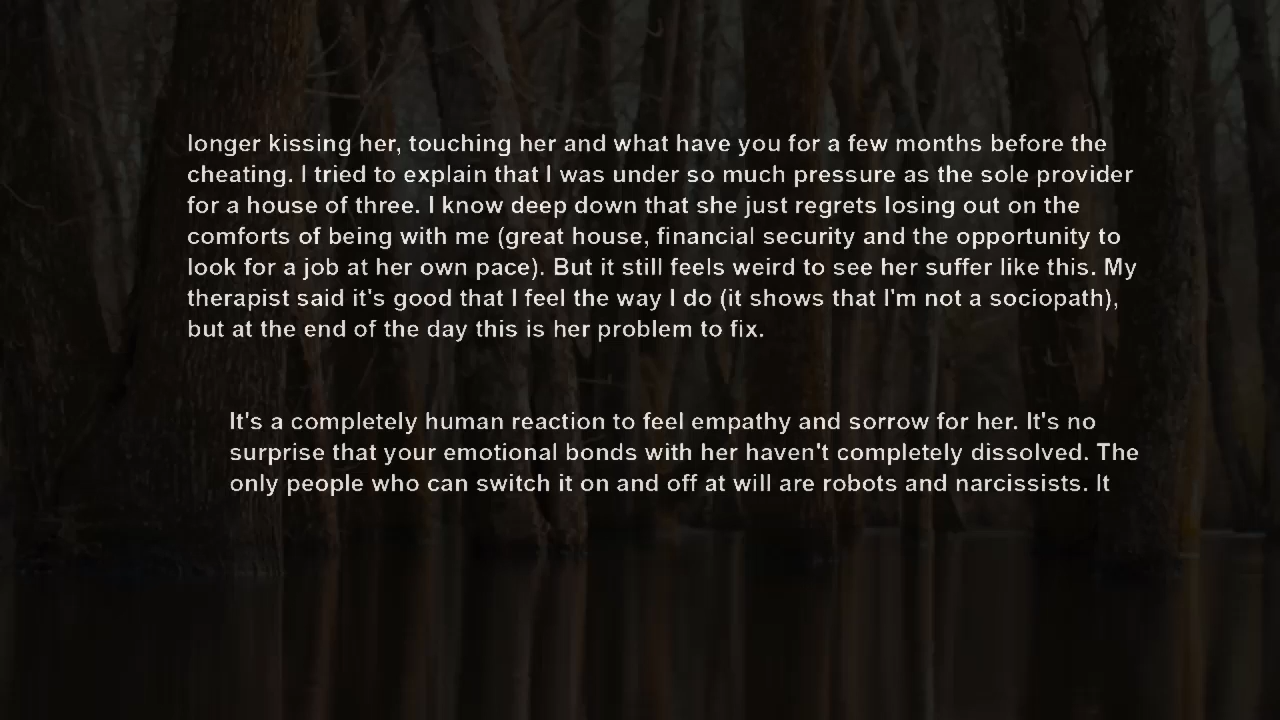 longer kissing her, touching her and what have you for a few months before the
cheating. I tried to explain that I was under so much pressure as the sole provider
for a house of three. I know deep down that she just regrets losing out on the
comforts of being with me (great house, financial security and the opportunity to
look for a job at her own pace). But it still feels weird to see her suffer like this. My
therapist said it's good that I feel the way I do (it shows that I'm not a sociopath),
but at the end of the day this is her problem to fix.
It's a completely human reaction to feel empathy and sorrow for her. It's no
surprise that your emotional bonds with her haven't completely dissolved. The
only people who can switch it on and off at will are robots and narcissists. It